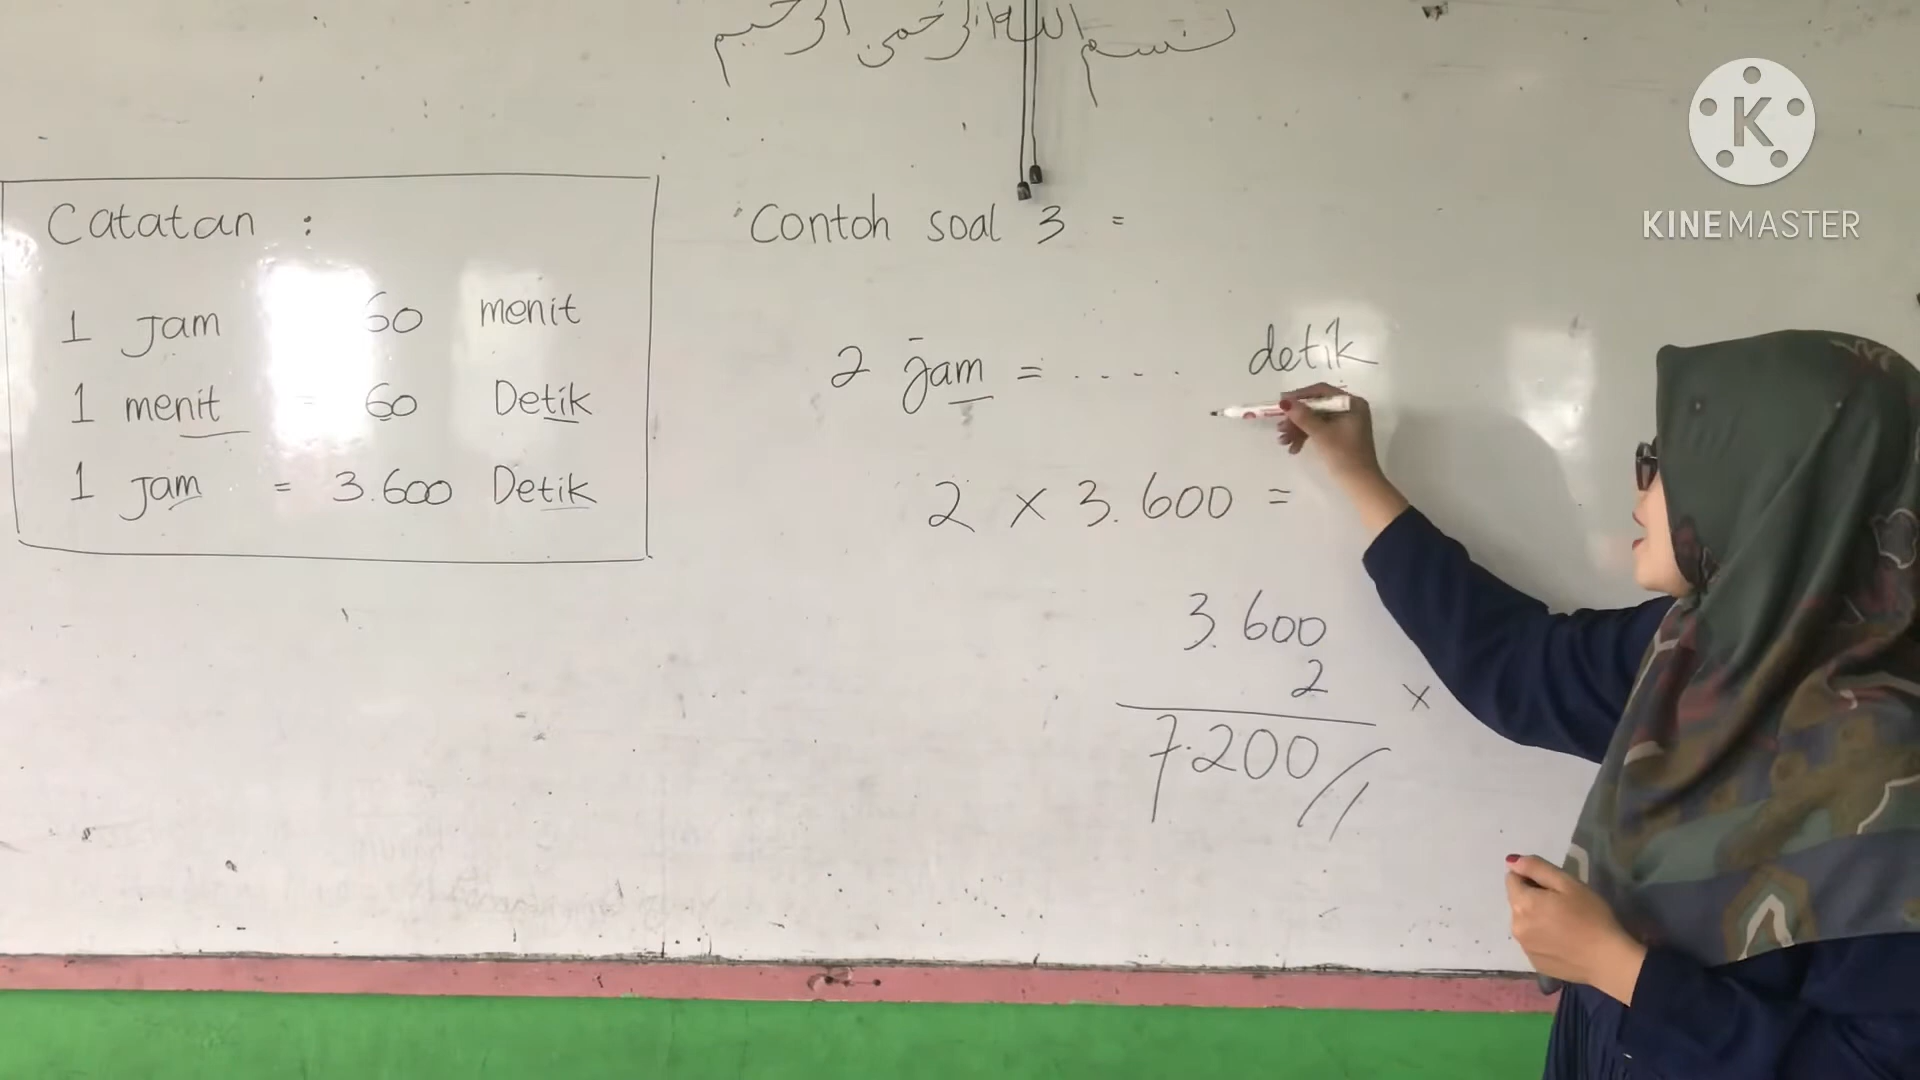 بسم الله الرحمن الرحيم
Catatan :
1 Jam 60 menit
1 menit = 60 Detik
1 Jam = 3.600 Detik
Contoh soal 3 =
2 jam = .... detik
2 x 3.600 =
3.600
2 x
7.200 //
K
KINEMASTER